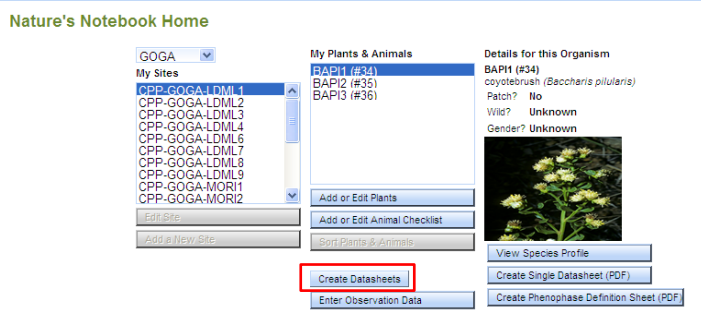 Nature's Notebook Home
GOGA
My Sites
CPP-GOGA-LDML1
CPP-GOGA-LDML2
CPP-GOGA-LDML3
CPP-GOGA-LDML4
CPP-GOGA-LDML6
CPP-GOGA-LDML7
CPP-GOGA-LDML8
CPP-GOGA-LDML9
CPP-GOGA-MORI1
CPP-GOGA-MORI2
Edit Site
Add a New Site
My Plants & Animals
BAPI1 (#34)
BAPI2 (#35)
BAPI3 (#36)
Add or Edit Plants
Add or Edit Animal Checklist
Sort Plants & Animals
Create Datasheets
Enter Observation Data
Details for this Organism
BAPI1 (#34)
coyotebrush (Baccharis pilularis)
Patch? No
Wild? Unknown
Gender? Unknown
View Species Profile
Create Single Datasheet (PDF)
Create Phenophase Definition Sheet (PDF)